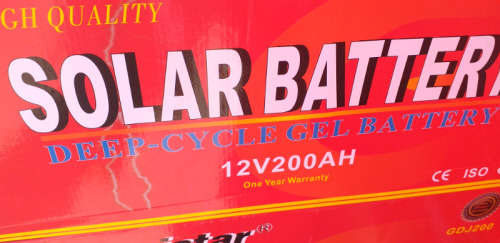 GH QUALITY
SOLAR BATTER
DEEP-CYCLE GEL BATTERY
12V200AH
One Year Warranty
CE ISO
GDJ200